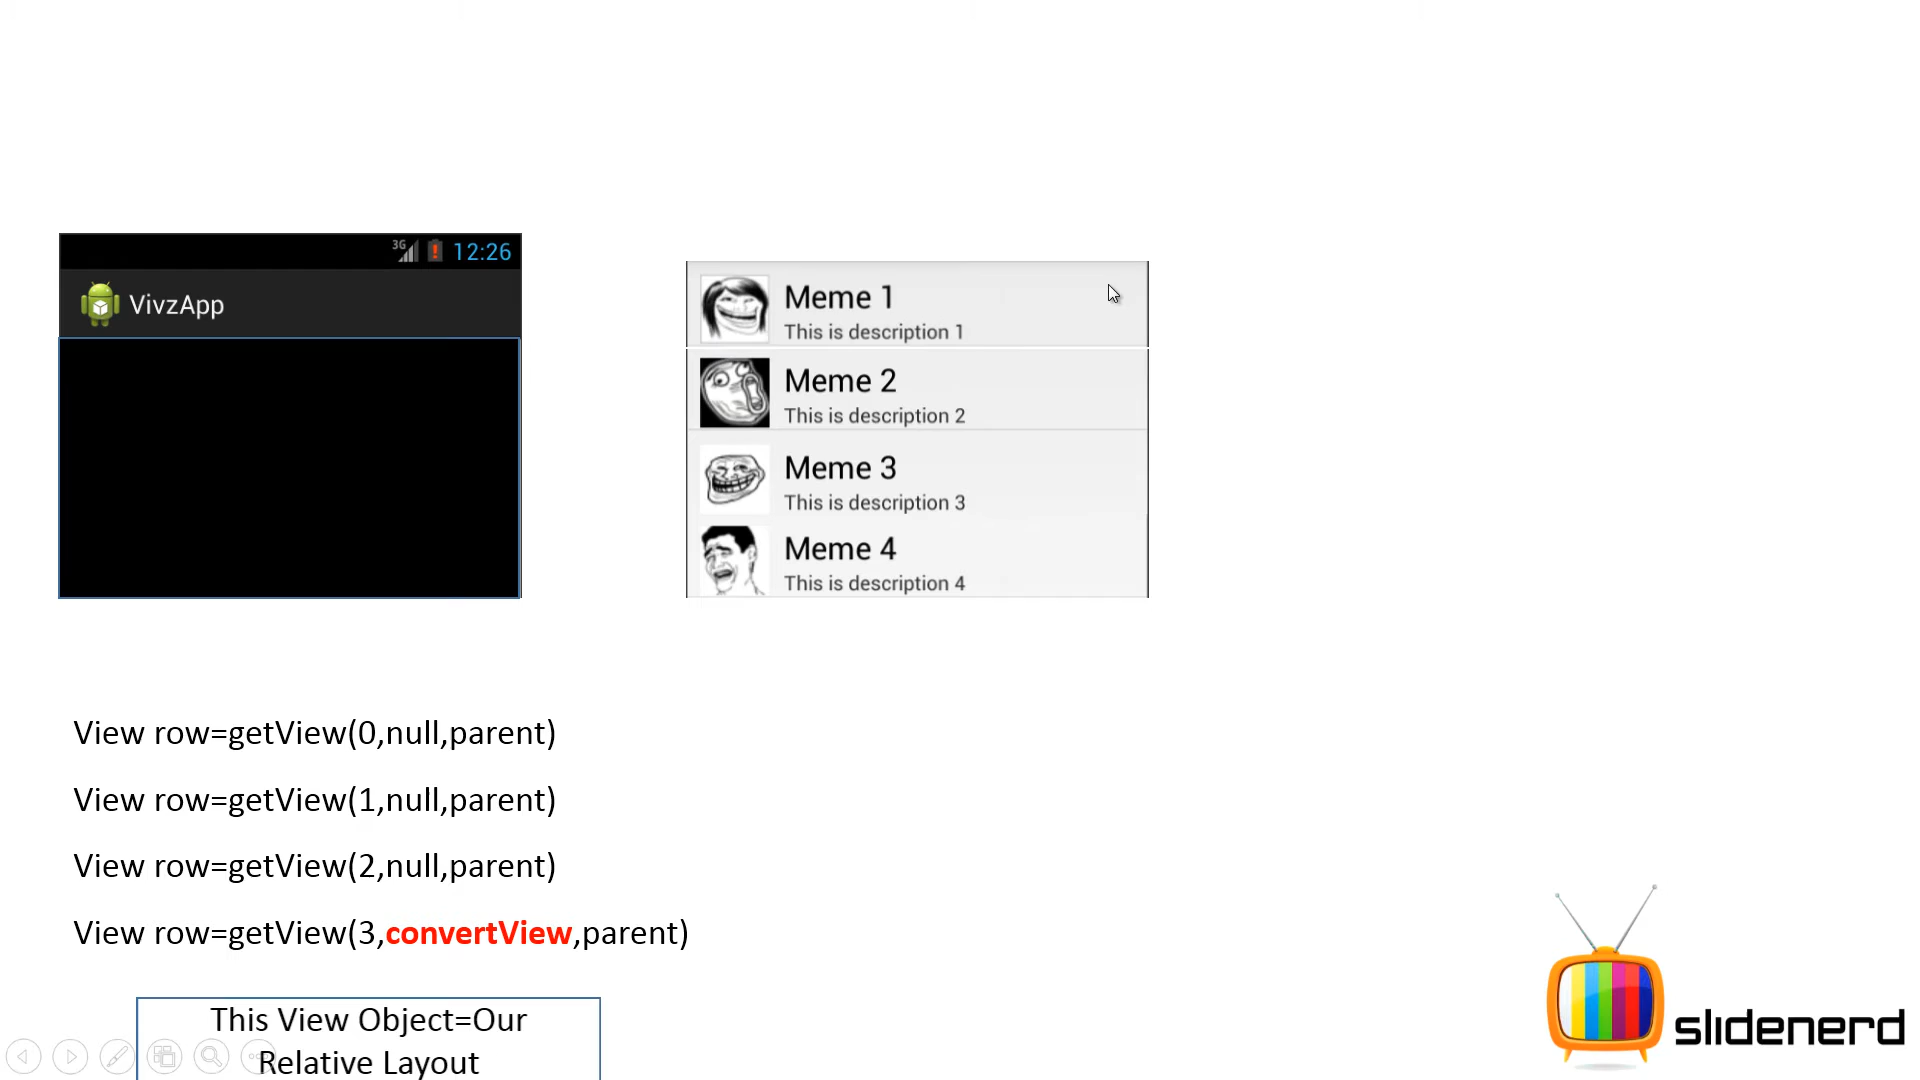 3G 12:26
VivzApp
Meme 1
This is description 1
Meme 2
This is description 2
Meme 3
This is description 3
Meme 4
This is description 4
View row=getView(0,null,parent)
View row=getView(1,null,parent)
View row=getView(2,null,parent)
View row=getView(3,convertView,parent)
This View Object=Our
Relative Layout
slidenerd